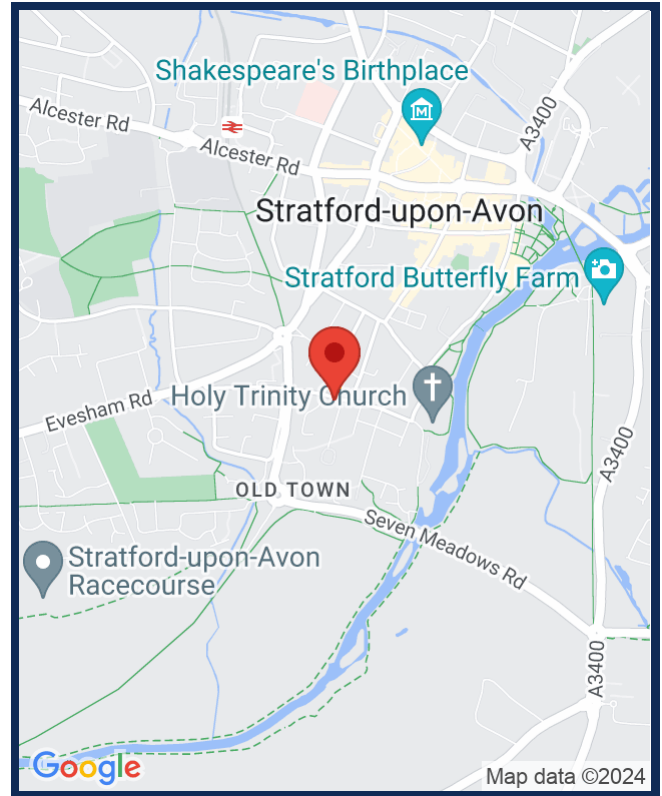 Shakespeare's Birthplace
M
Alcester Rd
Alcester Rd
A3400
Stratford-upon-Avon
Stratford Butterfly Farm
Holy Trinity Church
Evesham Rd
A3400
OLD TOWN
Seven Meadows Rd
Stratford-upon-Avon
Racecourse
A3400
Google
Map data ©2024